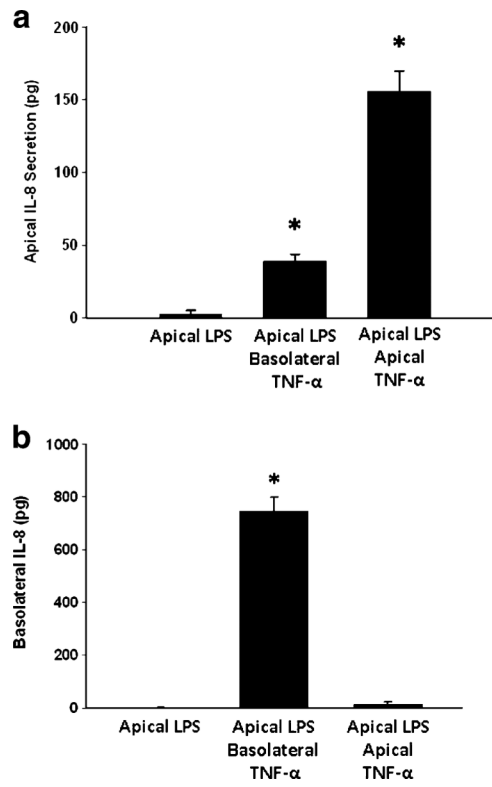 a
Apical IL-8 Secretion (pg)
200
150
100
50
0
*
*
Apical LPS
Apical LPS
Basolateral
TNF-α
Apical LPS
Apical
TNF-α
b
Basolateral IL-8 (pg)
1000
800
600
400
200
0
*
Apical LPS
Apical LPS
Basolateral
TNF-α
Apical LPS
Apical
TNF-α